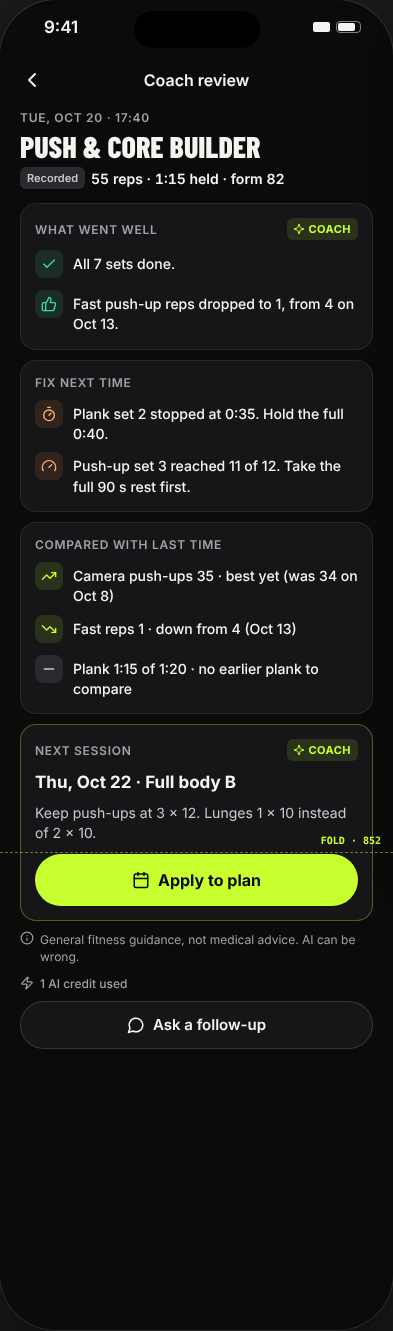 9:41
Coach review
TUE, OCT 20 · 17:40
PUSH & CORE BUILDER
Recorded 55 reps · 1:15 held · form 82
WHAT WENT WELL COACH
All 7 sets done.
Fast push-up reps dropped to 1, from 4 on
Oct 13.
FIX NEXT TIME
Plank set 2 stopped at 0:35. Hold the full
0:40.
Push-up set 3 reached 11 of 12. Take the
full 90 s rest first.
COMPARED WITH LAST TIME
Camera push-ups 35 · best yet (was 34 on
Oct 8)
Fast reps 1 · down from 4 (Oct 13)
Plank 1:15 of 1:20 · no earlier plank to
compare
NEXT SESSION COACH
Thu, Oct 22 · Full body B
Keep push-ups at 3 × 12. Lunges 1 × 10 instead
of 2 × 10.
FOLD · 852
Apply to plan
General fitness guidance, not medical advice. AI can be
wrong.
1 AI credit used
Ask a follow-up